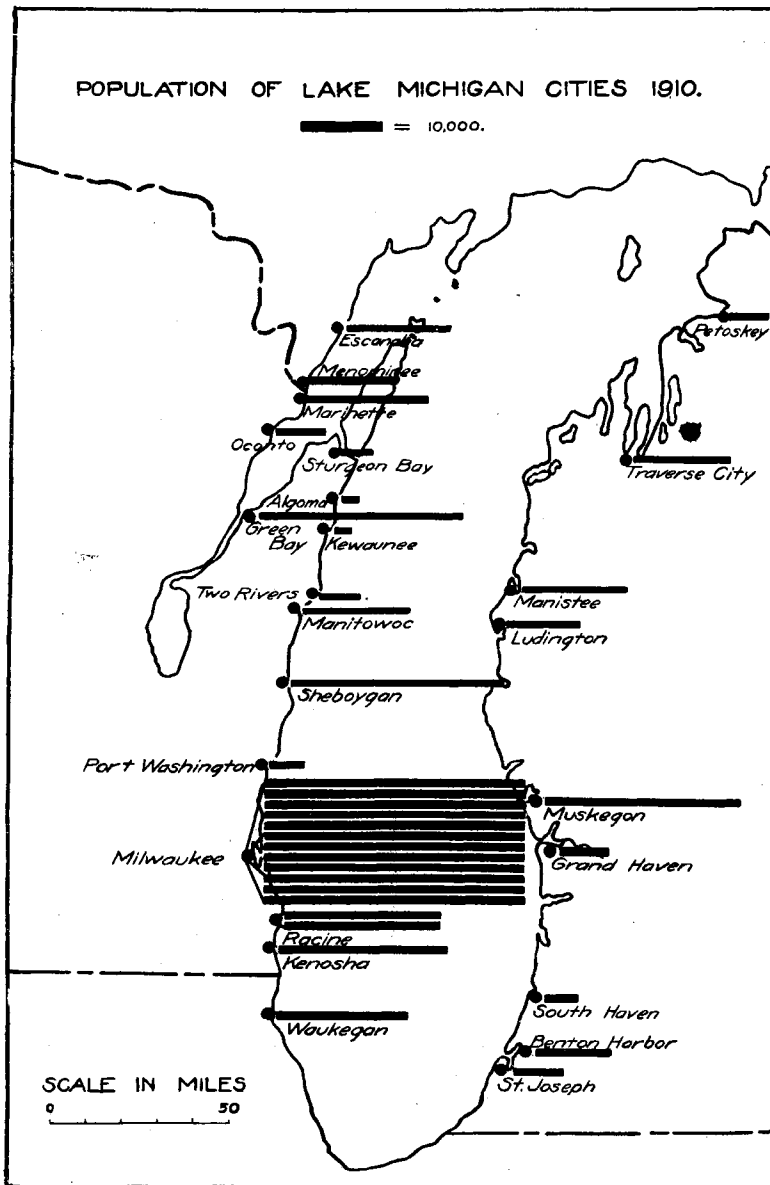 POPULATION OF LAKE MICHIGAN CITIES 1910.
= 10,000.
Petoskey
Escanaba
Menominee
Marinette
Oconto
Sturgeon Bay
Traverse City
Algoma
Green
Bay
Kewaunee
Two Rivers
Manistee
Manitowoc
Ludington
Sheboygan
Port Washington
Muskegon
Milwaukee
Grand Haven
Racine
Kenosha
South Haven
Waukegan
Benton Harbor
St. Joseph
SCALE IN MILES
0 50